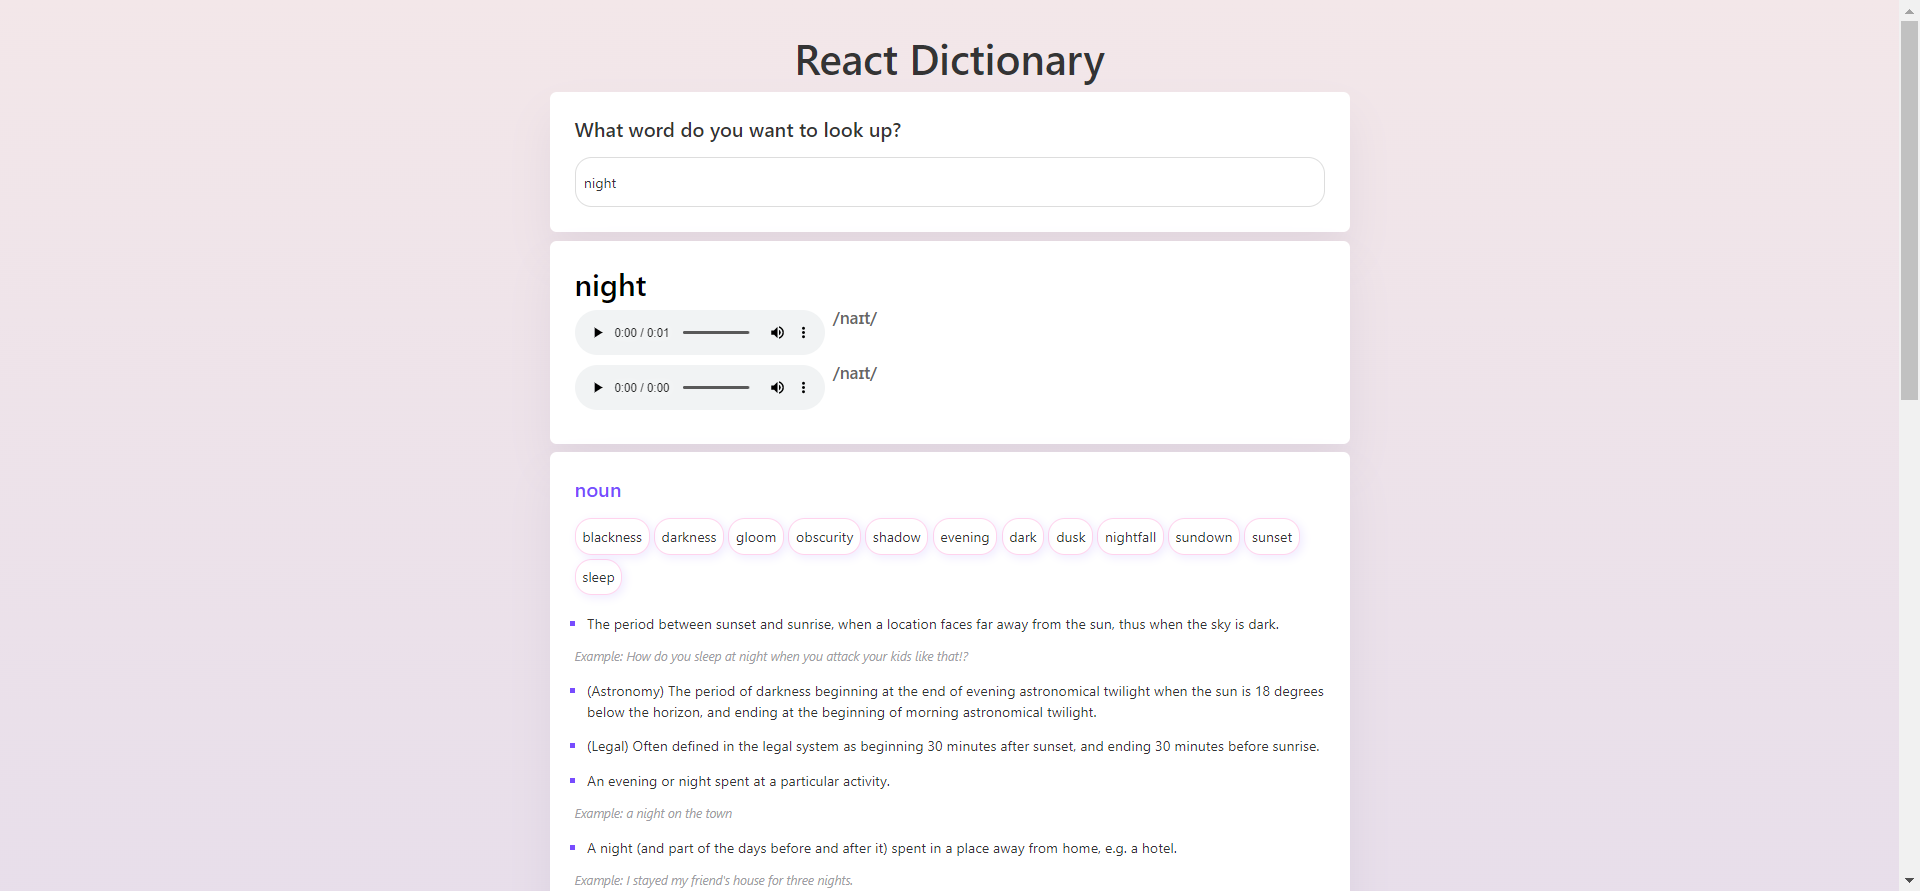 React Dictionary
What word do you want to look up?
night
night
0:00 / 0:01
/naɪt/
0:00 / 0:00
/naɪt/
noun
blackness darkness gloom obscurity shadow evening dark dusk nightfall sundown sunset
sleep
The period between sunset and sunrise, when a location faces far away from the sun, thus when the sky is dark.
Example: How do you sleep at night when you attack your kids like that!?
(Astronomy) The period of darkness beginning at the end of evening astronomical twilight when the sun is 18 degrees
below the horizon, and ending at the beginning of morning astronomical twilight.
(Legal) Often defined in the legal system as beginning 30 minutes after sunset, and ending 30 minutes before sunrise.
An evening or night spent at a particular activity.
Example: a night on the town
A night (and part of the days before and after it) spent in a place away from home, e.g. a hotel.
Example: I stayed my friend's house for three nights.